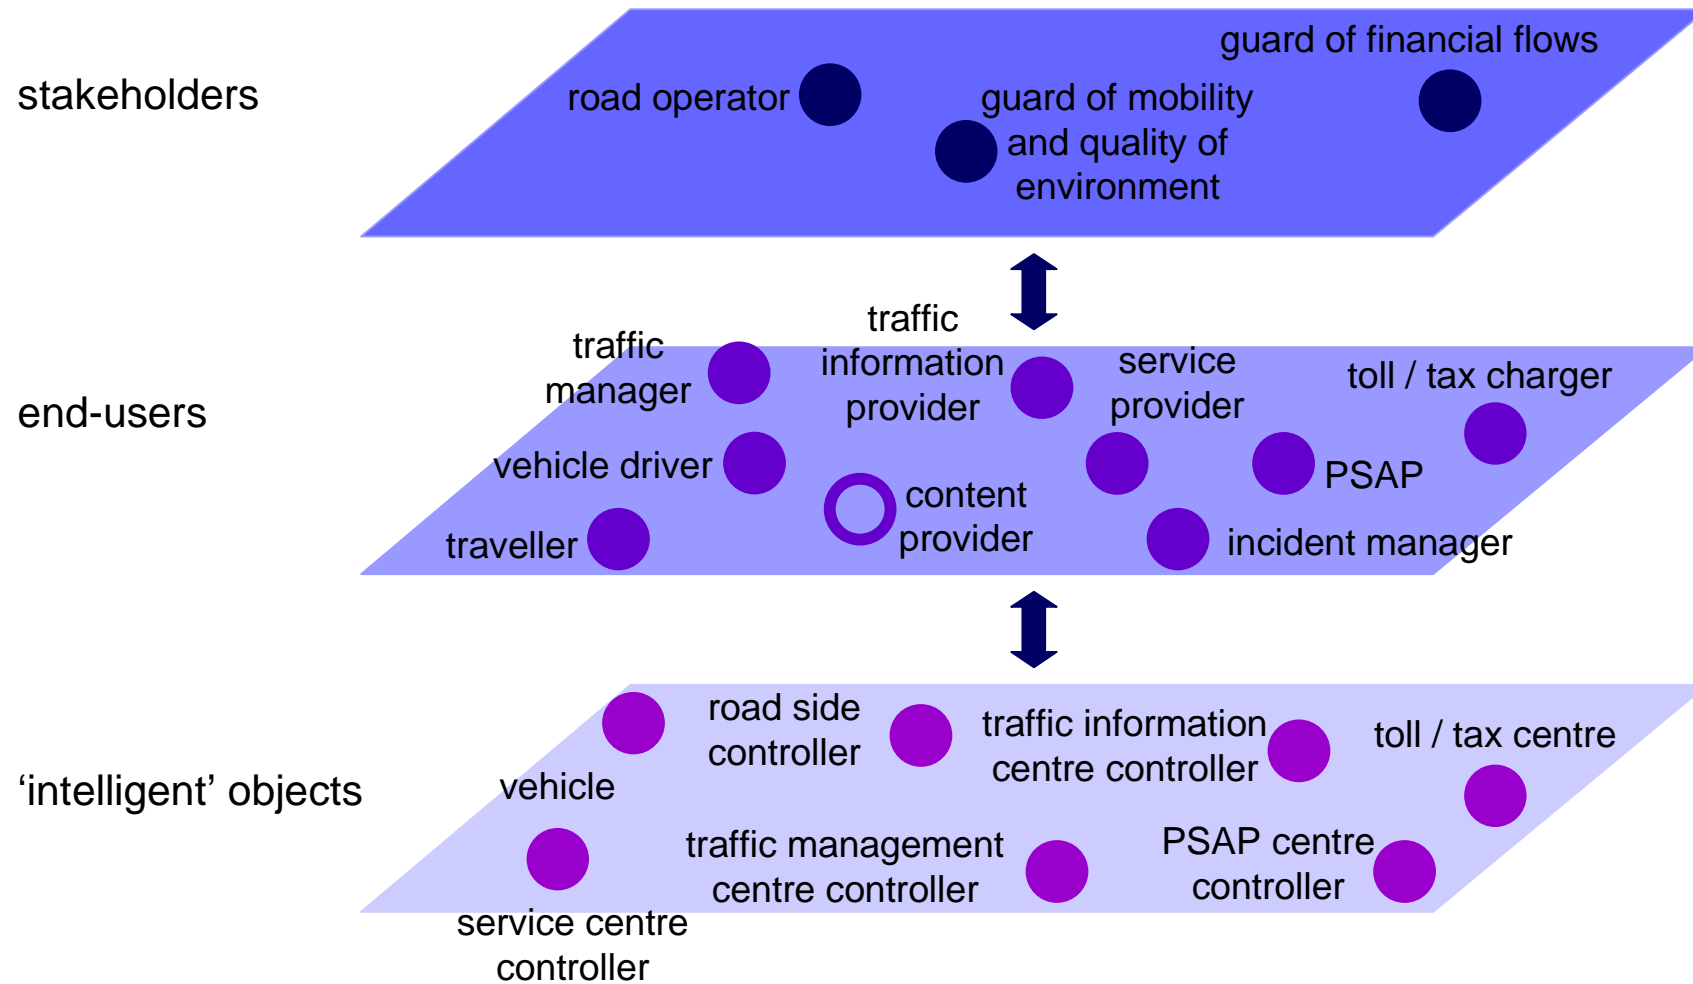 stakeholders
guard of financial flows
road operator
guard of mobility
and quality of
environment
end-users
traffic
manager
traffic
information
provider
service
provider
toll / tax charger
vehicle driver
PSAP
content
provider
traveller
incident manager
‘intelligent’ objects
road side
controller
traffic information
centre controller
toll / tax centre
vehicle
traffic management
centre controller
PSAP centre
controller
service centre
controller